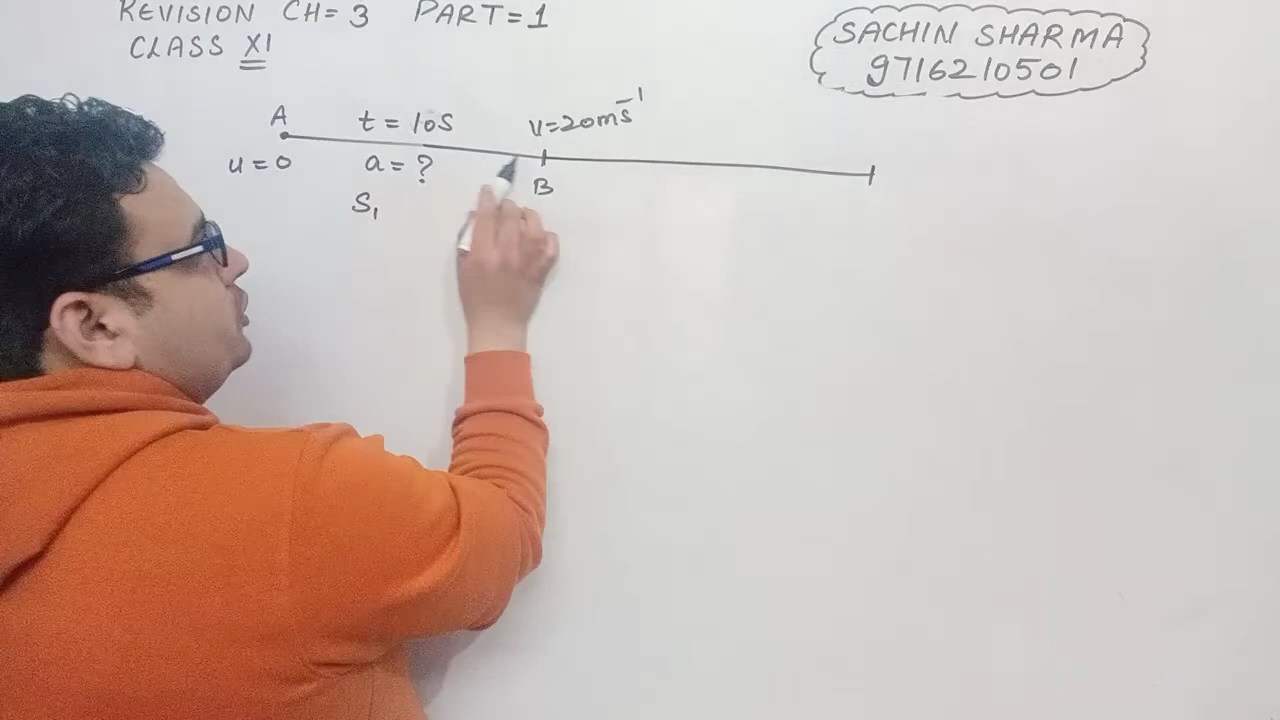 REVISION CH= 3 PART=1
CLASS XI
SACHIN SHARMA
9716210501
A t = 10S V=20ms⁻¹
u = 0 a = ?
B
S₁